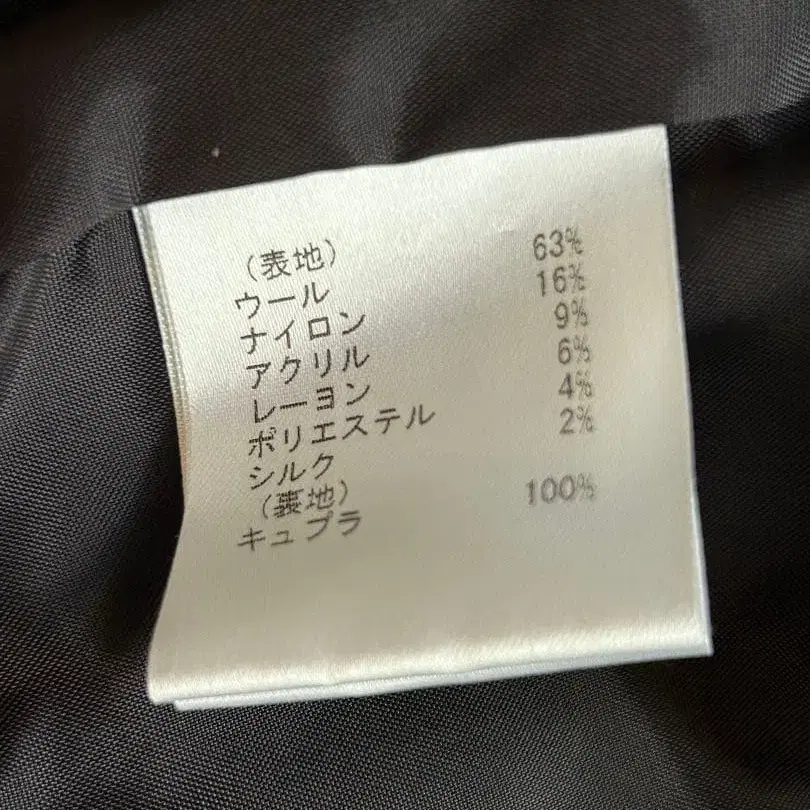 (表地)
ウール 63%
ナイロン 16%
アクリル 9%
レーヨン 6%
ポリエステル 4%
シルク 2%
(裏地)
キュプラ 100%